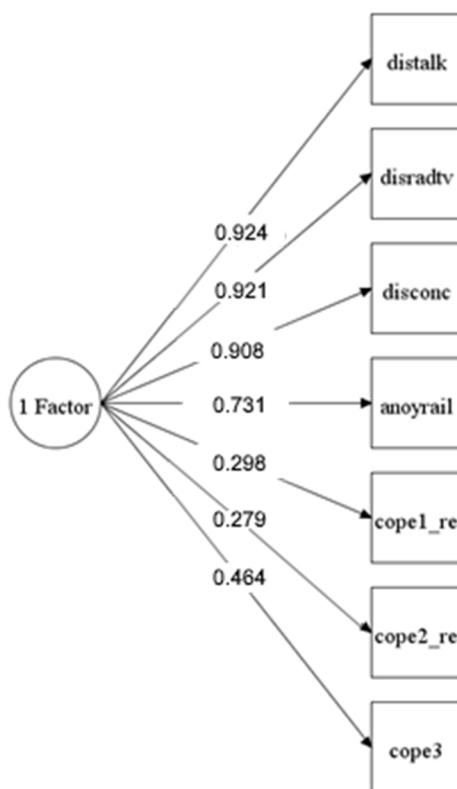 distalk
disradtv
0.924
0.921
disconc
0.908
1 Factor
0.731
anoyrail
0.298
cope1_re
0.279
0.464
cope2_re
cope3